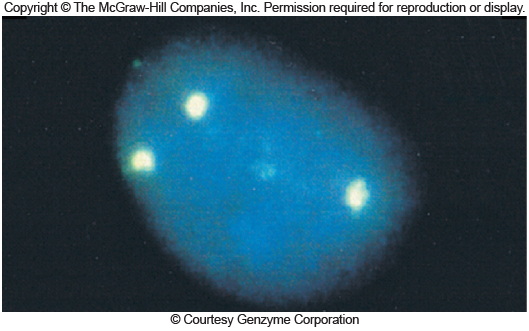 Copyright © The McGraw-Hill Companies, Inc. Permission required for reproduction or display.
© Courtesy Genzyme Corporation